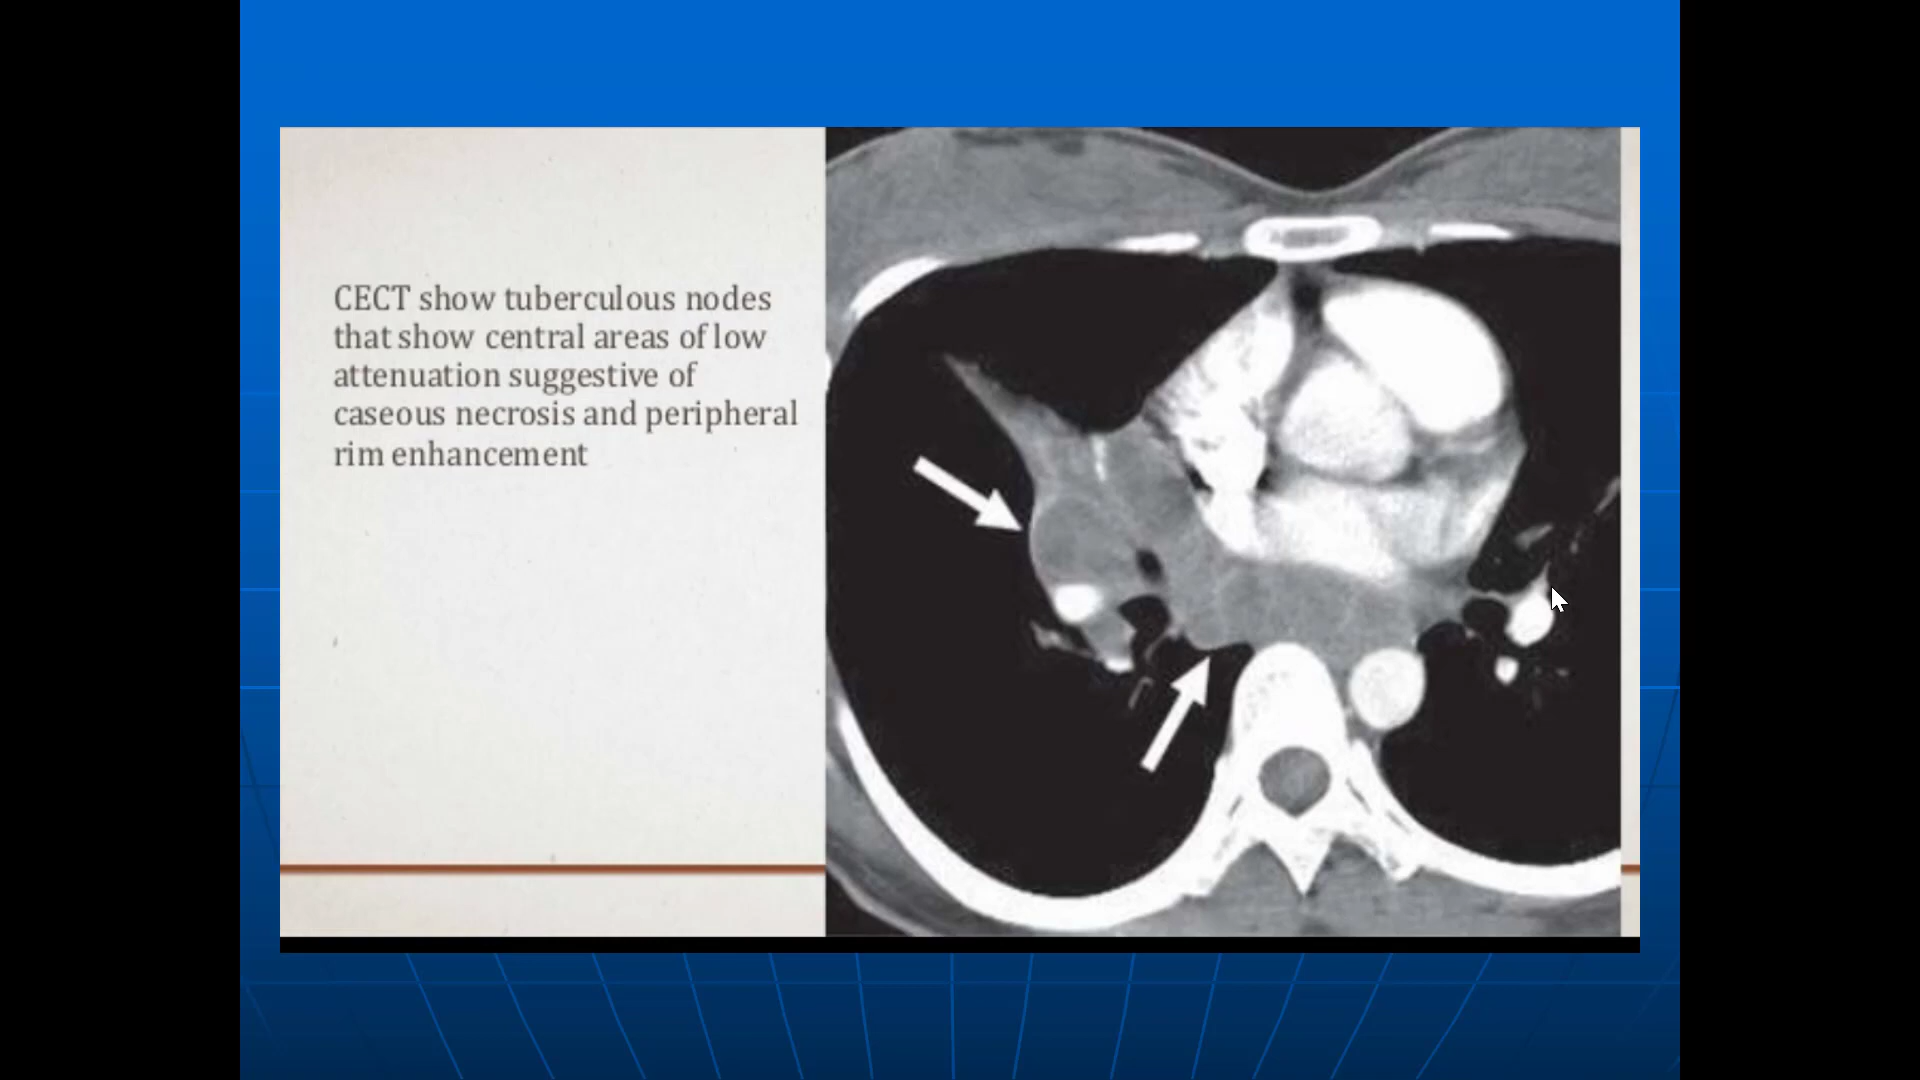 CECT show tuberculous nodes
that show central areas of low
attenuation suggestive of
caseous necrosis and peripheral
rim enhancement